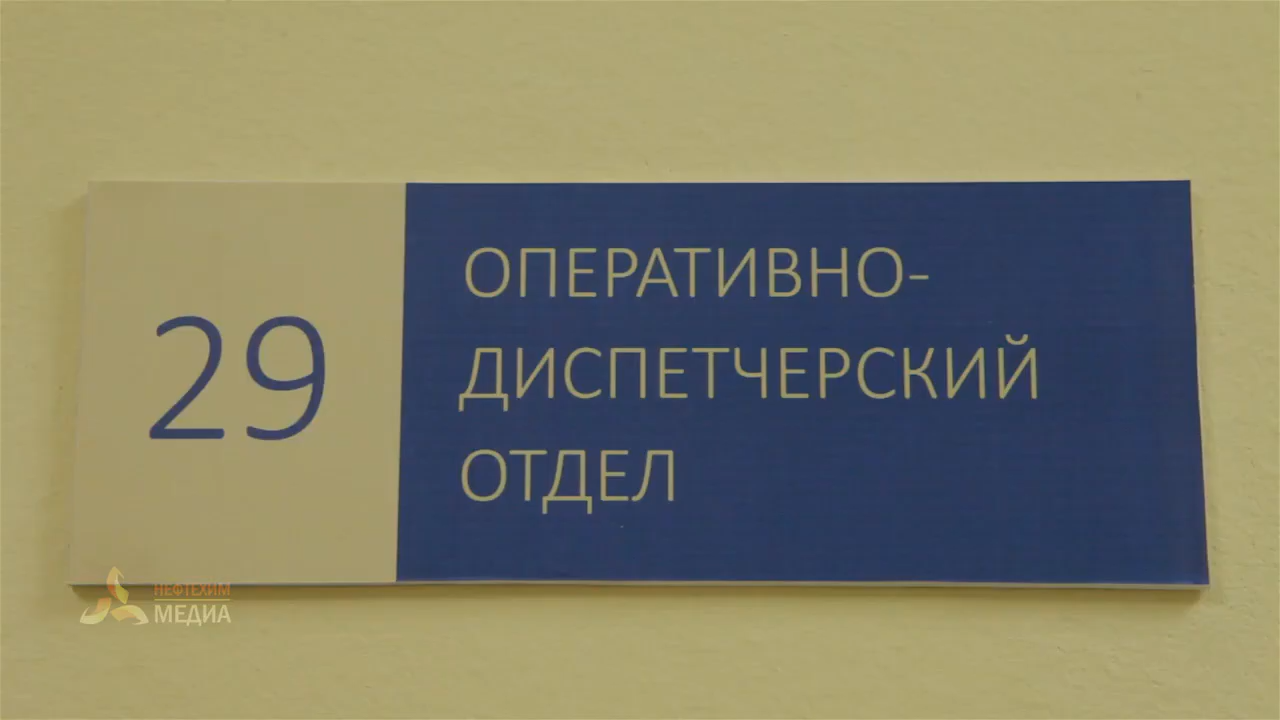 29
ОПЕРАТИВНО-
ДИСПЕТЧЕРСКИЙ
ОТДЕЛ
НЕФТЕХИМ
МЕДИА